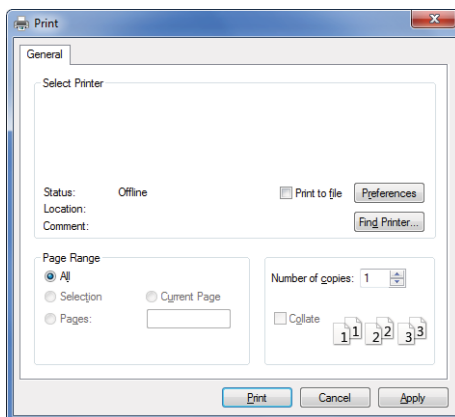 Print
General
Select Printer
Status: Offline
Print to file
Preferences
Location:
Comment:
Find Printer...
Page Range
All
Selection
Current Page
Pages:
Number of copies: 1
Collate
1 1 2 2 3 3
Print Cancel Apply